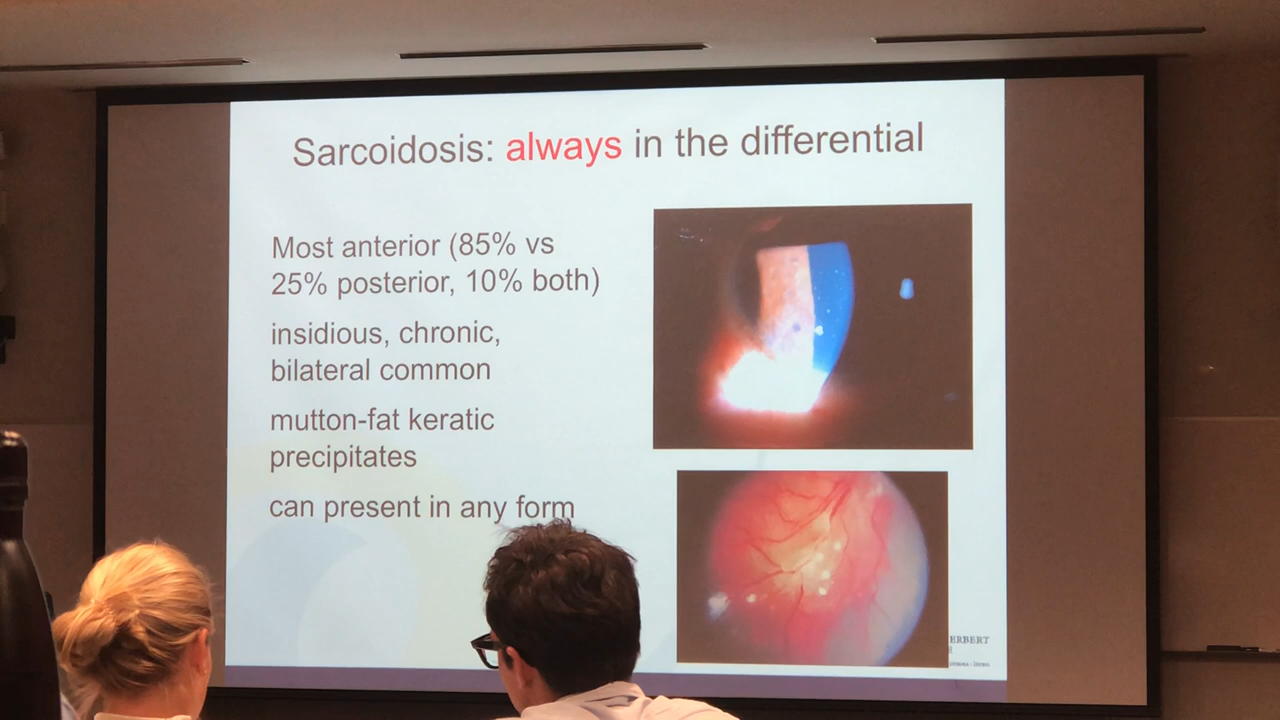 Sarcoidosis: always in the differential
Most anterior (85% vs
25% posterior, 10% both)
insidious, chronic,
bilateral common
mutton-fat keratic
precipitates
can present in any form
ERBERT